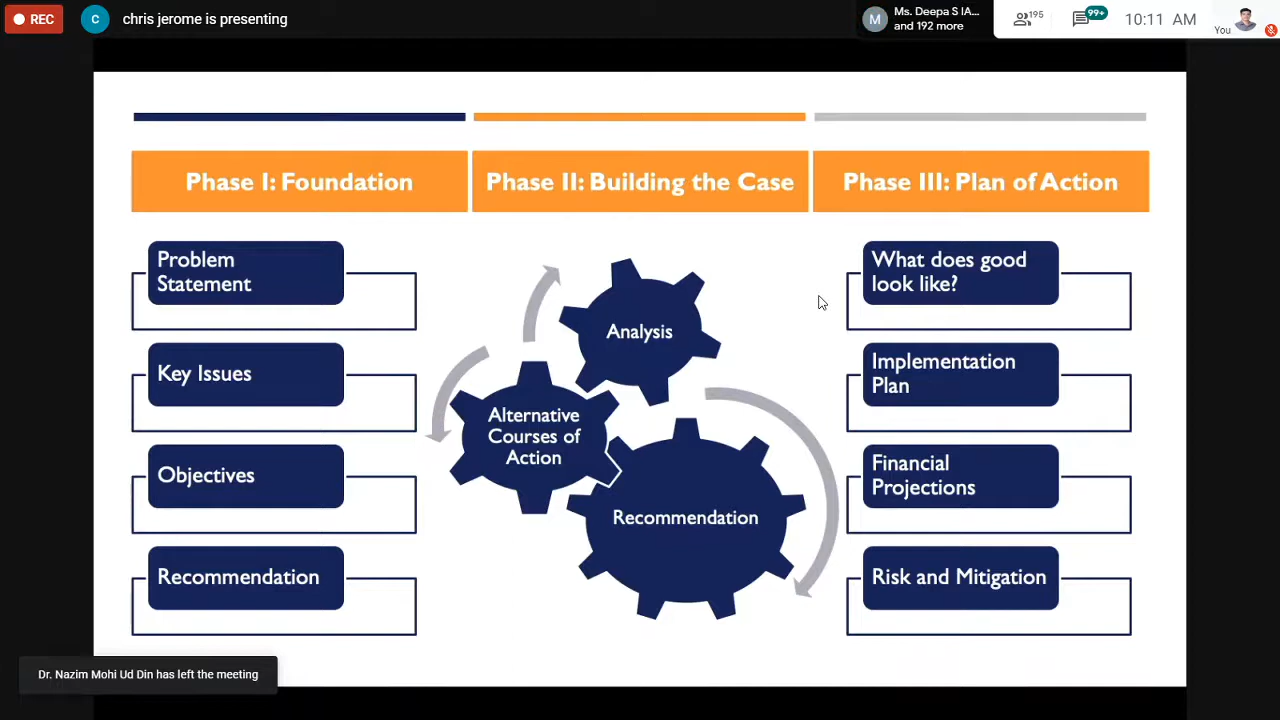 REC
C
chris jerome is presenting
M
Ms. Deepa S IA...
and 192 more
195
99+
10:11 AM
You
Phase I: Foundation
Phase II: Building the Case
Phase III: Plan of Action
Problem
Statement
Key Issues
Objectives
Recommendation
Analysis
Alternative
Courses of
Action
Recommendation
What does good
look like?
Implementation
Plan
Financial
Projections
Risk and Mitigation
Dr. Nazim Mohi Ud Din has left the meeting